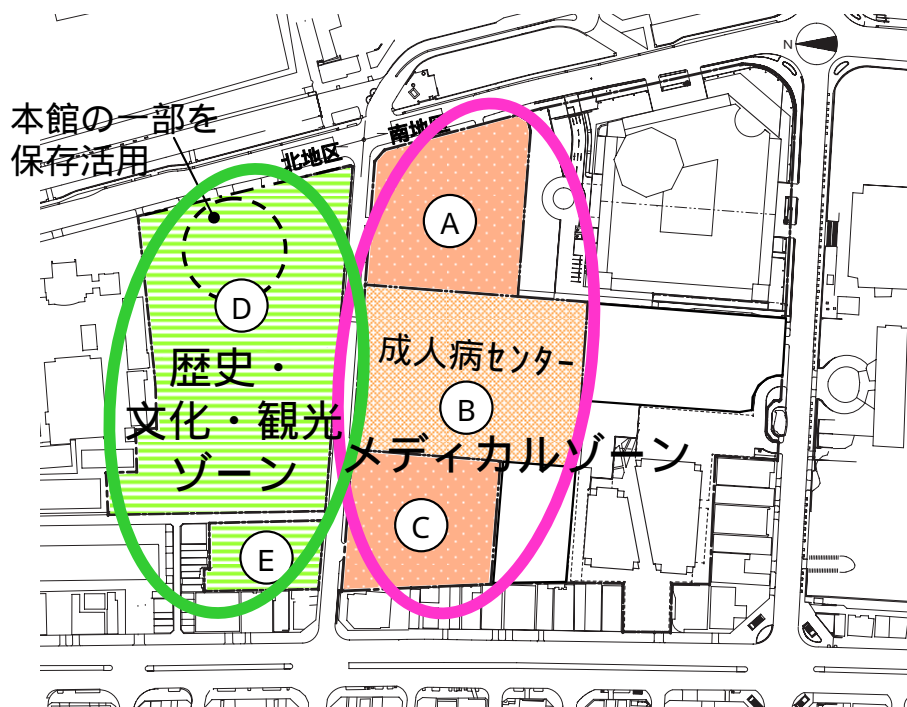 N
本館の一部を
保存活用
北地区
南地区
A
D
歴史・
文化・観光
ゾーン
成人病センター
B
メディカルゾーン
C
E